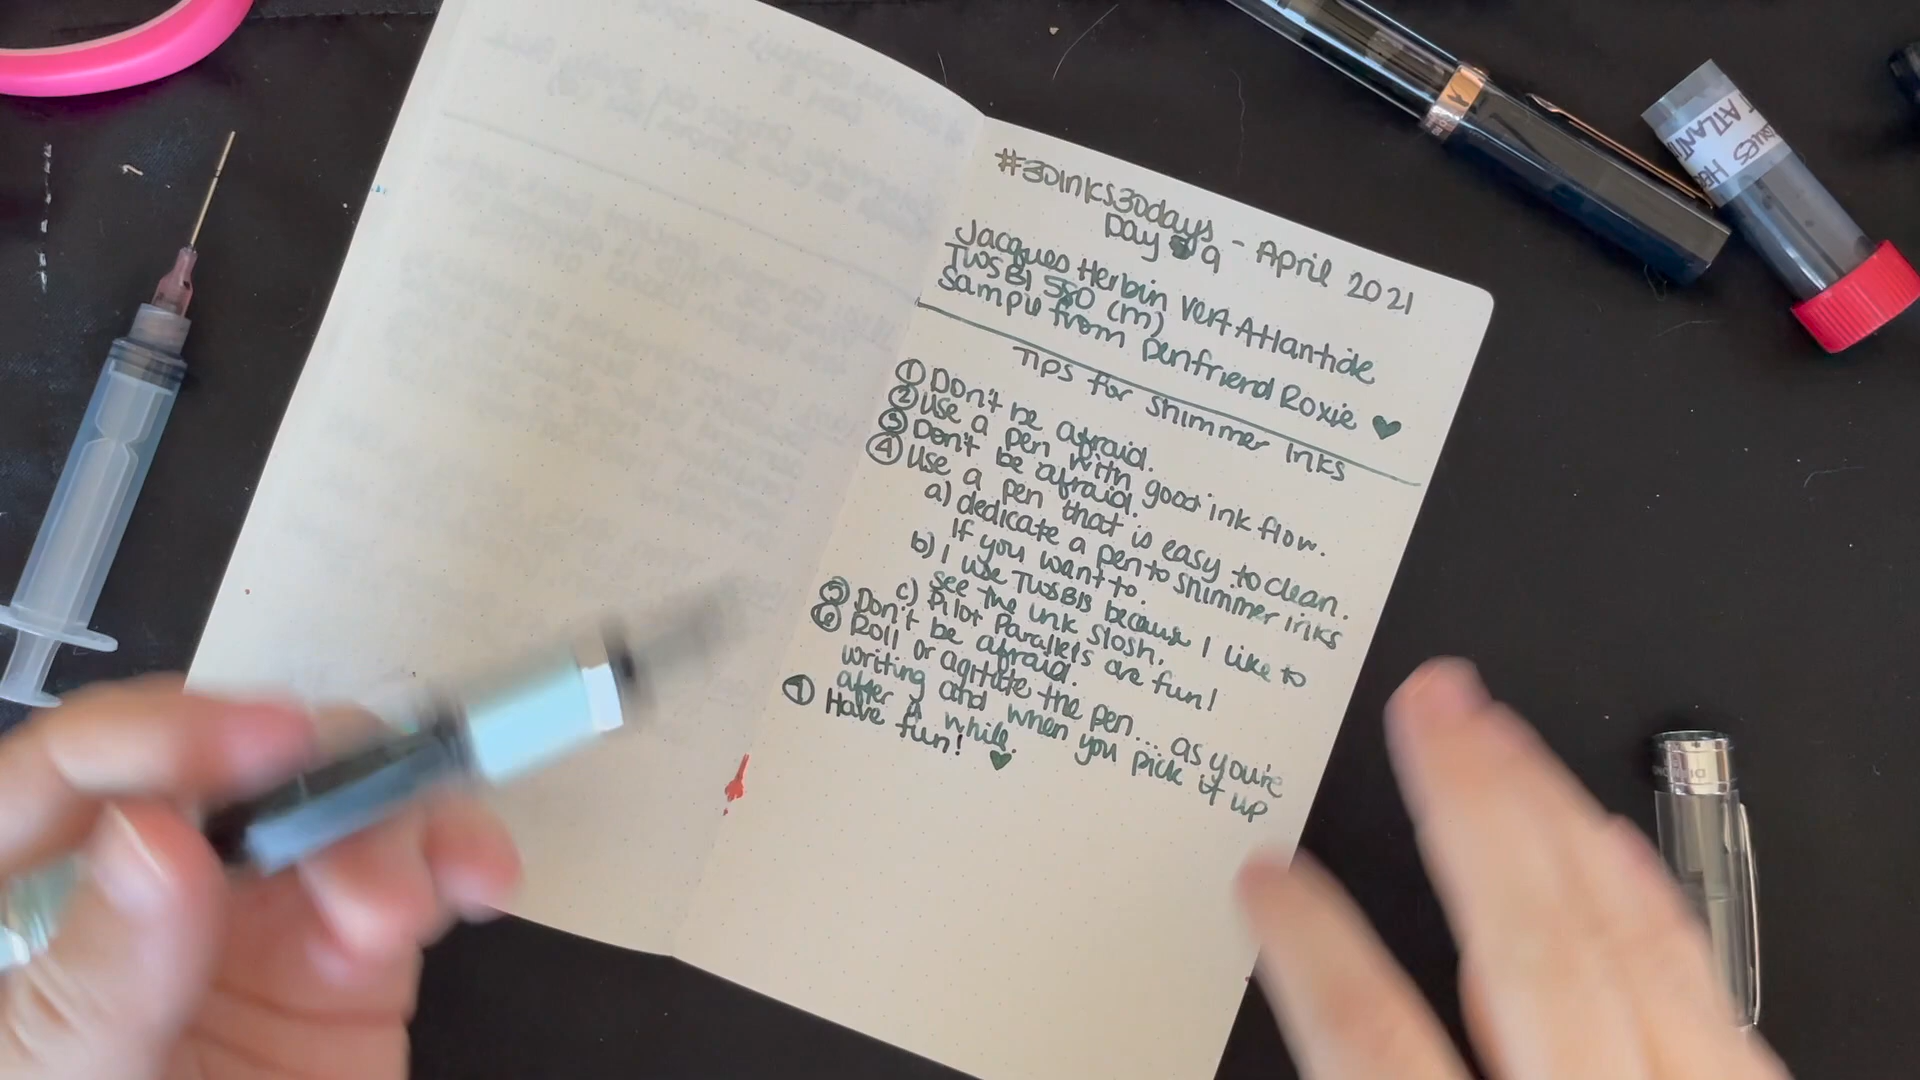 #30inks30days - April 2021
Day 9
Jacques Herbin Vert Atlantide
TWSBI 580 (m)
Sample from penfriend Roxie
Tips for Shimmer Inks
① Don't be afraid.
② Use a pen with good ink flow.
③ Don't be afraid.
④ Use a pen that is easy to clean.
a) dedicate a pen to shimmer inks
if you want to.
b) I use TWSBIs because I like to
see the ink slosh.
c) Pilot Parallels are fun!
⑤ Don't be afraid.
⑥ Roll or agitate the pen... as you're
writing and when you pick it up
after a while.
⑦ Have fun!
ATLANT